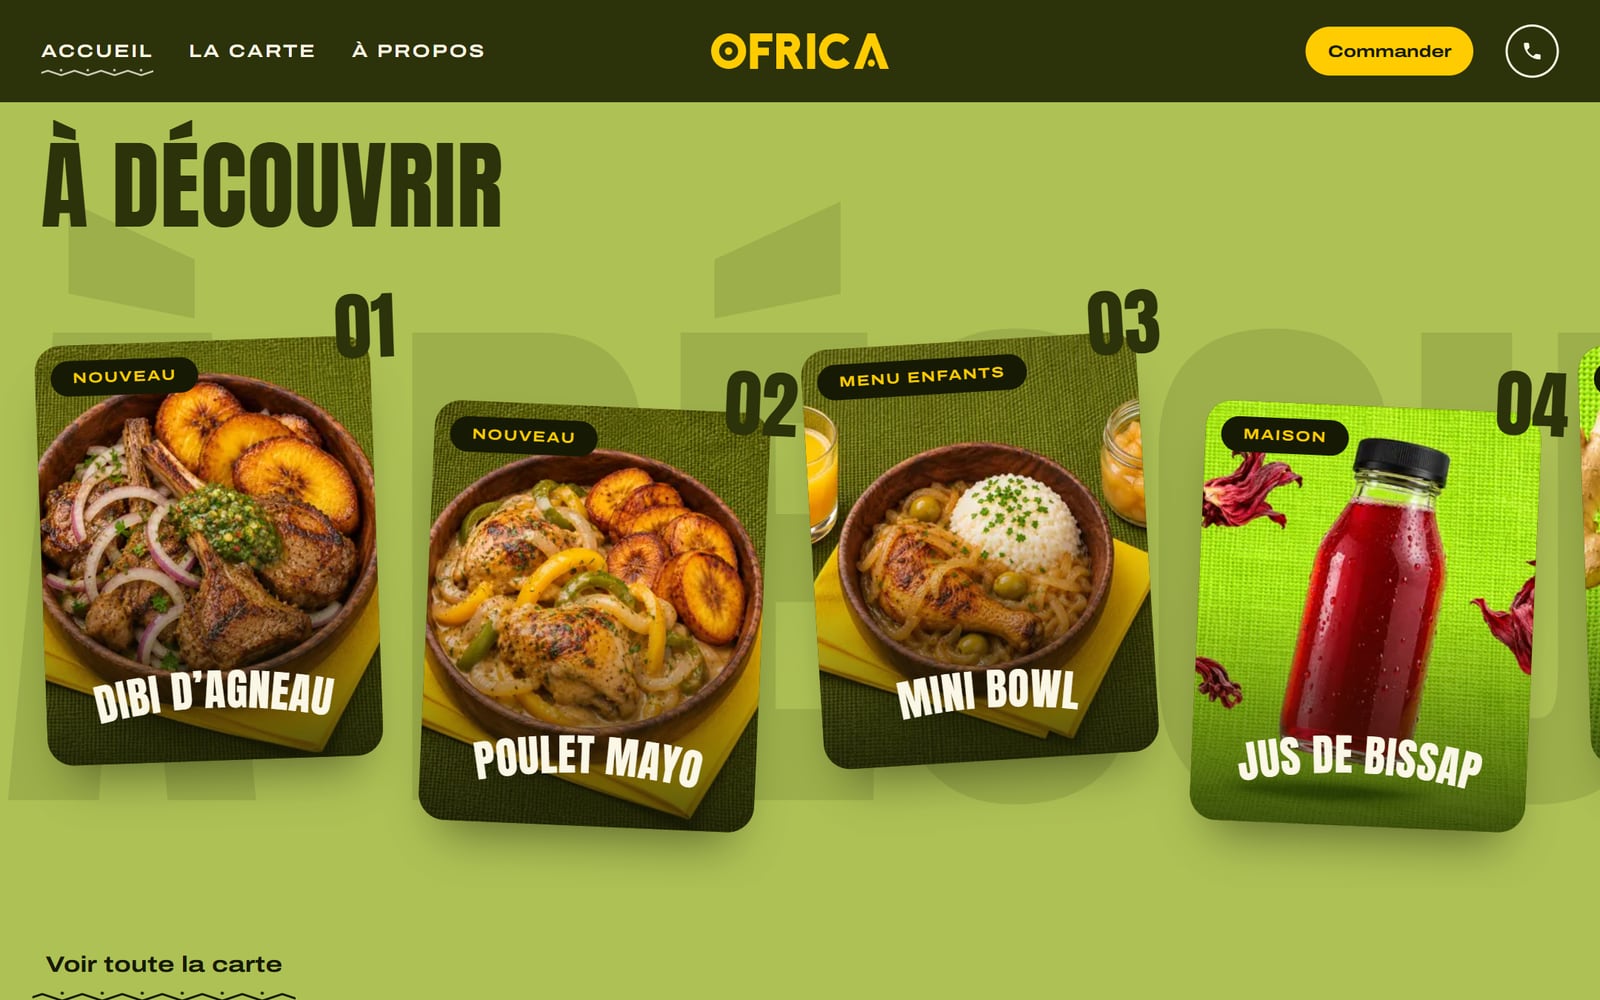 ACCUEIL
LA CARTE
À PROPOS
OFRICA
Commander
À DÉCOUVRIR
01
NOUVEAU
DIBI D’AGNEAU
02
NOUVEAU
POULET MAYO
03
MENU ENFANTS
MINI BOWL
04
MAISON
JUS DE BISSAP
Voir toute la carte